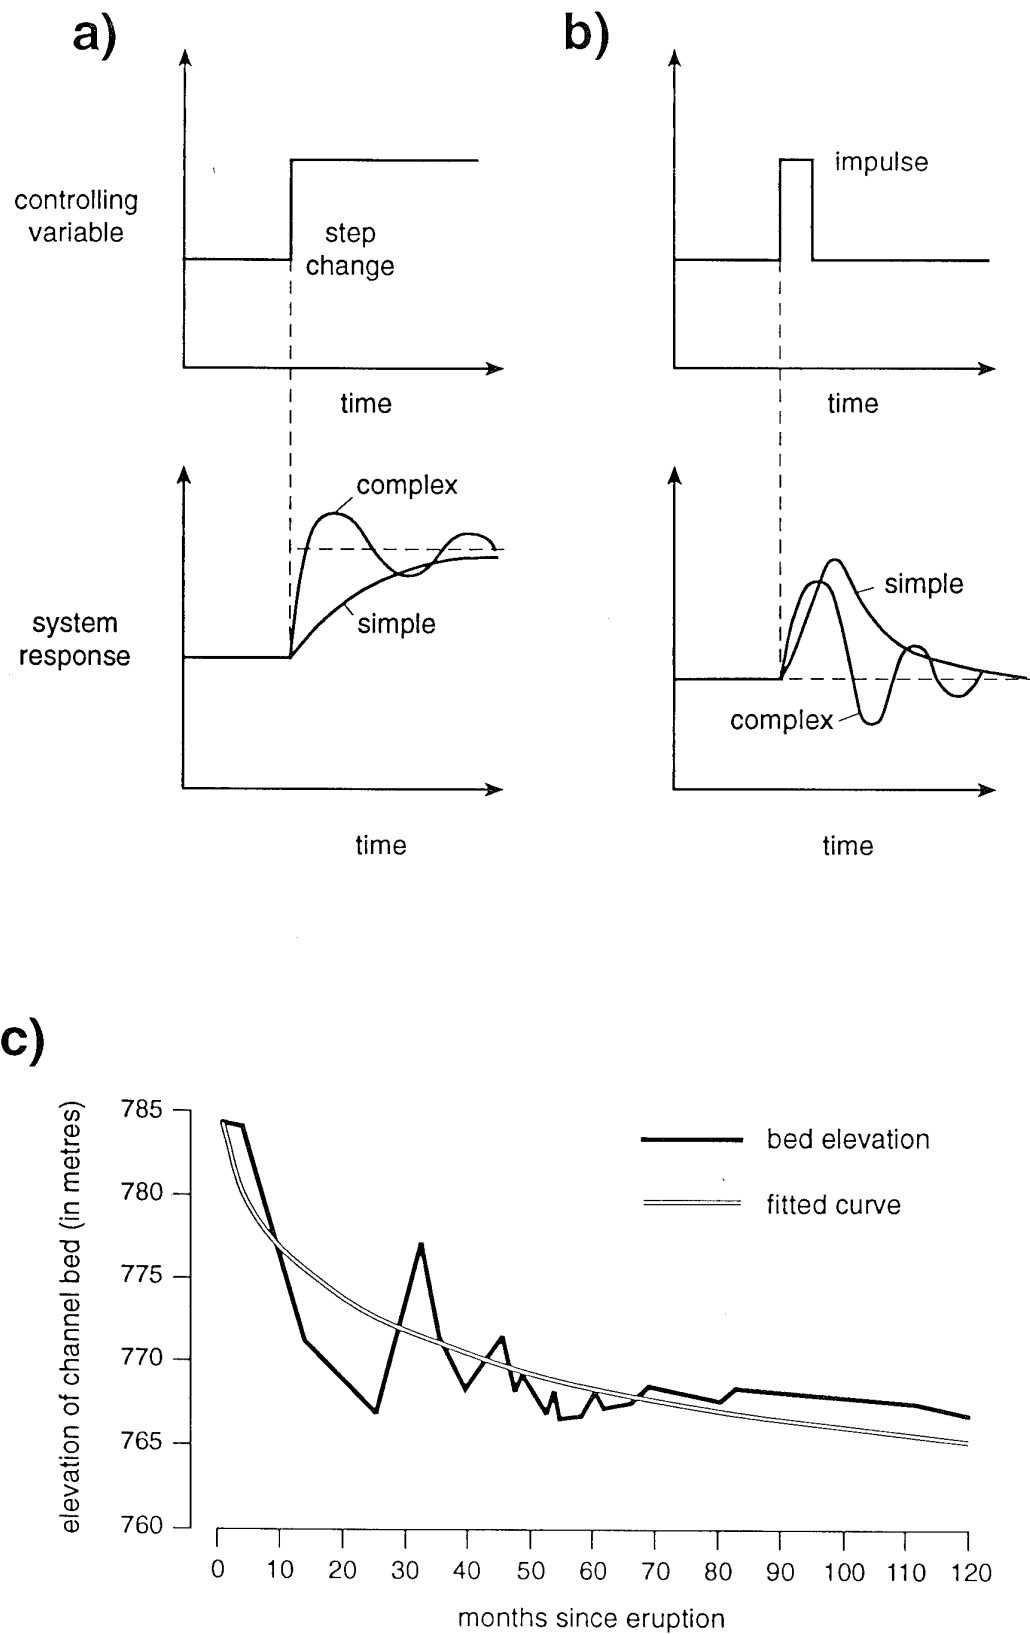 a)
b)
controlling
variable
step
change
impulse
time
time
complex
simple
system
response
simple
complex
time
time
c)
elevation of channel bed (in metres)
785
780
775
770
765
760
bed elevation
fitted curve
0 10 20 30 40 50 60 70 80 90 100 110 120
months since eruption